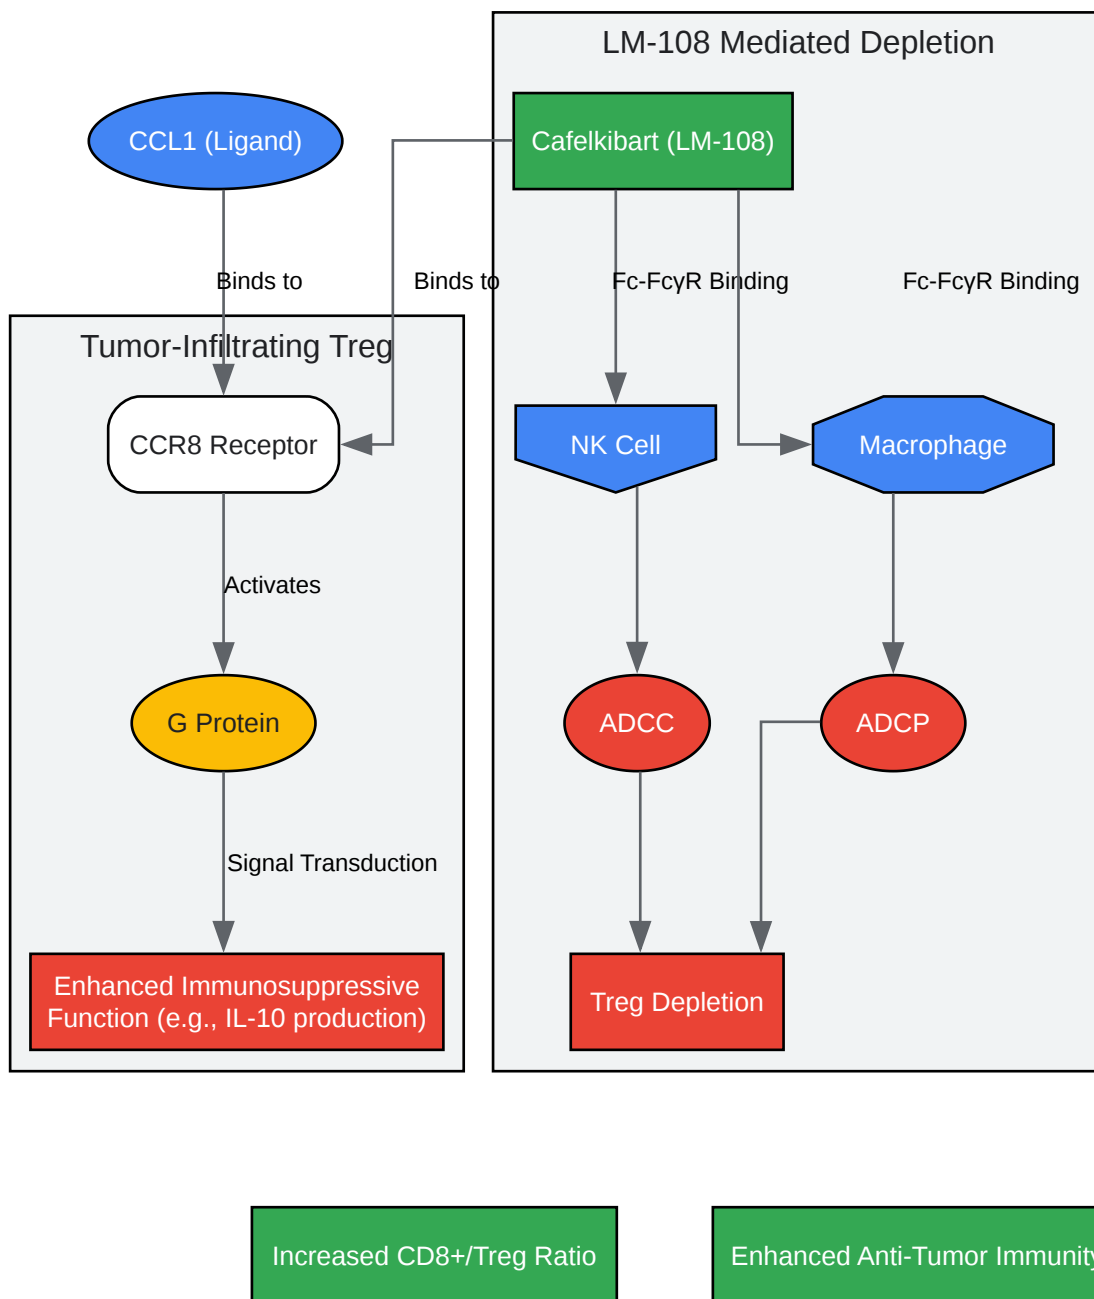 LM-108 Mediated Depletion
CCL1 (Ligand)
Cafelkibart (LM-108)
Binds to
Binds to
Fc-FcγR Binding
Fc-FcγR Binding
Tumor-Infiltrating Treg
CCR8 Receptor
NK Cell
Macrophage
Activates
G Protein
ADCC
ADCP
Signal Transduction
Enhanced Immunosuppressive
Function (e.g., IL-10 production)
Treg Depletion
Increased CD8+/Treg Ratio
Enhanced Anti-Tumor Immunity